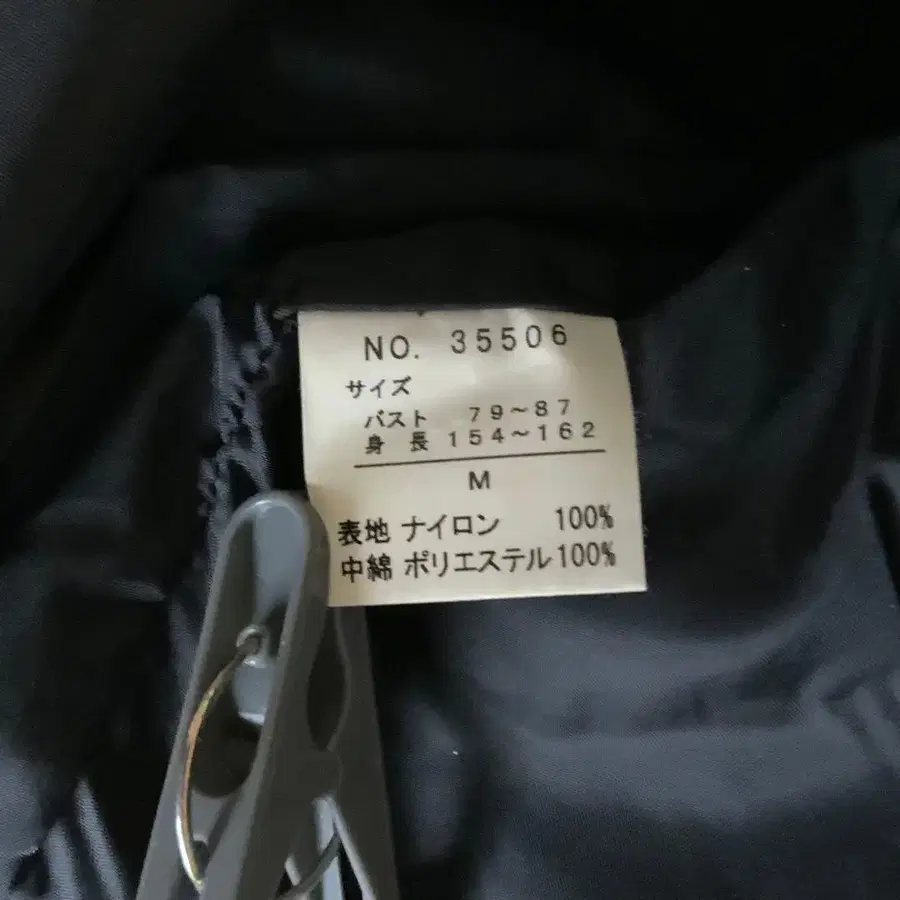 NO. 35506
サイズ
バスト 79～87
身長 154～162
M
表地 ナイロン 100%
中綿 ポリエステル100%